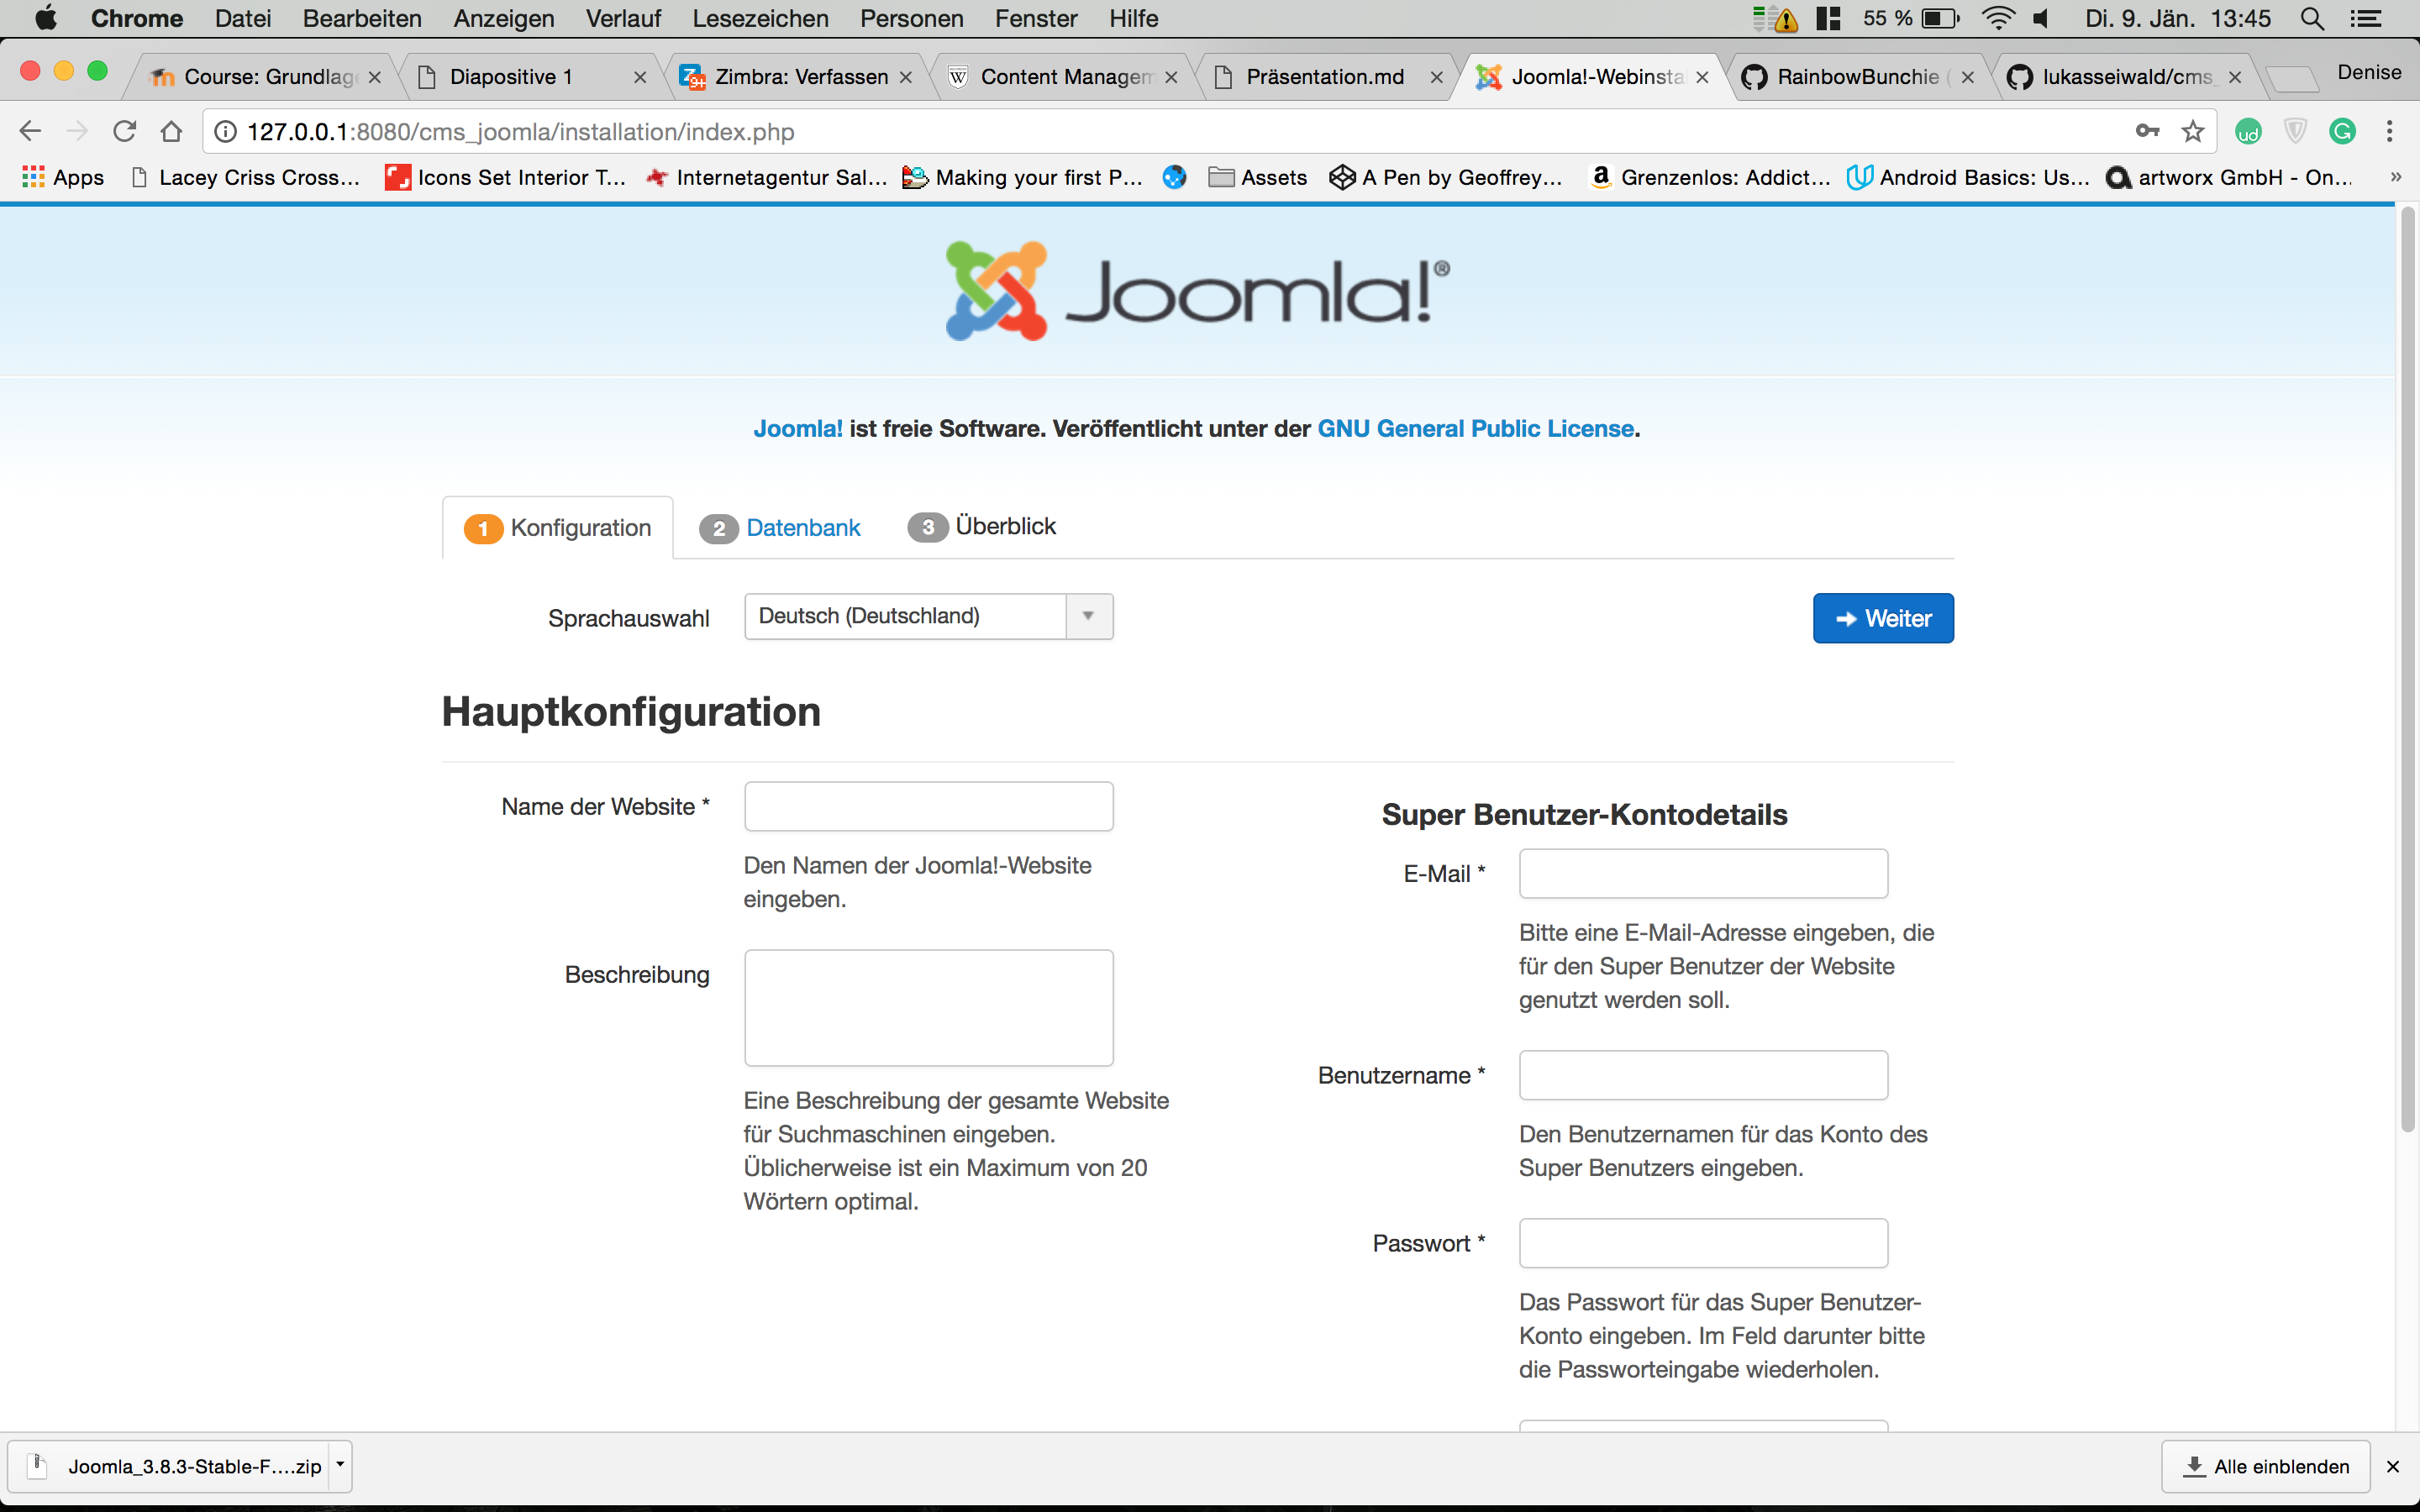 Chrome Datei Bearbeiten Anzeigen Verlauf Lesezeichen Personen Fenster Hilfe 55 % Di. 9. Jän. 13:45
Course: Grundlage Diapositive 1 Zimbra: Verfassen Content Managem Präsentation.md Joomla!-Webinsta RainbowBunchie ( lukasseiwald/cms_ Denise
127.0.0.1:8080/cms_joomla/installation/index.php
Apps Lacey Criss Cross... Icons Set Interior T... Internetagentur Sal... Making your first P... Assets A Pen by Geoffrey... Grenzenlos: Addict... Android Basics: Us... artworx GmbH - On... »
Joomla!®
Joomla! ist freie Software. Veröffentlicht unter der GNU General Public License.
1 Konfiguration 2 Datenbank 3 Überblick
Sprachauswahl Deutsch (Deutschland) Weiter
Hauptkonfiguration
Name der Website *
Den Namen der Joomla!-Website
eingeben.
Beschreibung
Eine Beschreibung der gesamte Website
für Suchmaschinen eingeben.
Üblicherweise ist ein Maximum von 20
Wörtern optimal.
Super Benutzer-Kontodetails
E-Mail *
Bitte eine E-Mail-Adresse eingeben, die
für den Super Benutzer der Website
genutzt werden soll.
Benutzername *
Den Benutzernamen für das Konto des
Super Benutzers eingeben.
Passwort *
Das Passwort für das Super Benutzer-
Konto eingeben. Im Feld darunter bitte
die Passworteingabe wiederholen.
Joomla_3.8.3-Stable-F....zip Alle einblenden